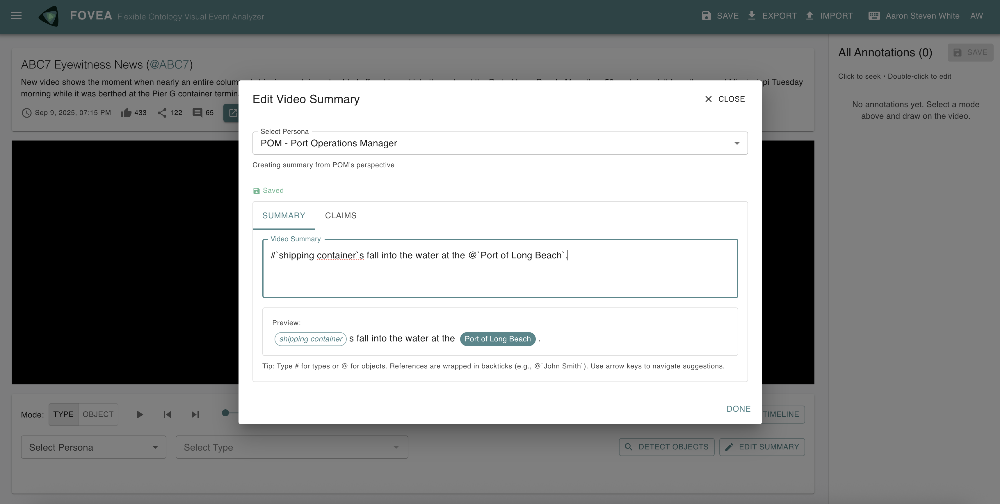 FOVEA Flexible Ontology Visual Event Analyzer
SAVE EXPORT IMPORT Aaron Steven White AW
ABC7 Eyewitness News (@ABC7)
New video shows the moment when nearly an entire colum
pi Tuesday
morning while it was berthed at the Pier G container termin
Sep 9, 2025, 07:15 PM 433 122 65
All Annotations (0) SAVE
Click to seek • Double-click to edit
No annotations yet. Select a mode
above and draw on the video.
Edit Video Summary
CLOSE
Select Persona
POM - Port Operations Manager
Creating summary from POM's perspective
Saved
SUMMARY CLAIMS
Video Summary
#`shipping container`s fall into the water at the @`Port of Long Beach`.
Preview:
shipping container s fall into the water at the Port of Long Beach .
Tip: Type # for types or @ for objects. References are wrapped in backticks (e.g., @`John Smith`). Use arrow keys to navigate suggestions.
DONE
Mode: TYPE OBJECT
TIMELINE
Select Persona Select Type
DETECT OBJECTS EDIT SUMMARY